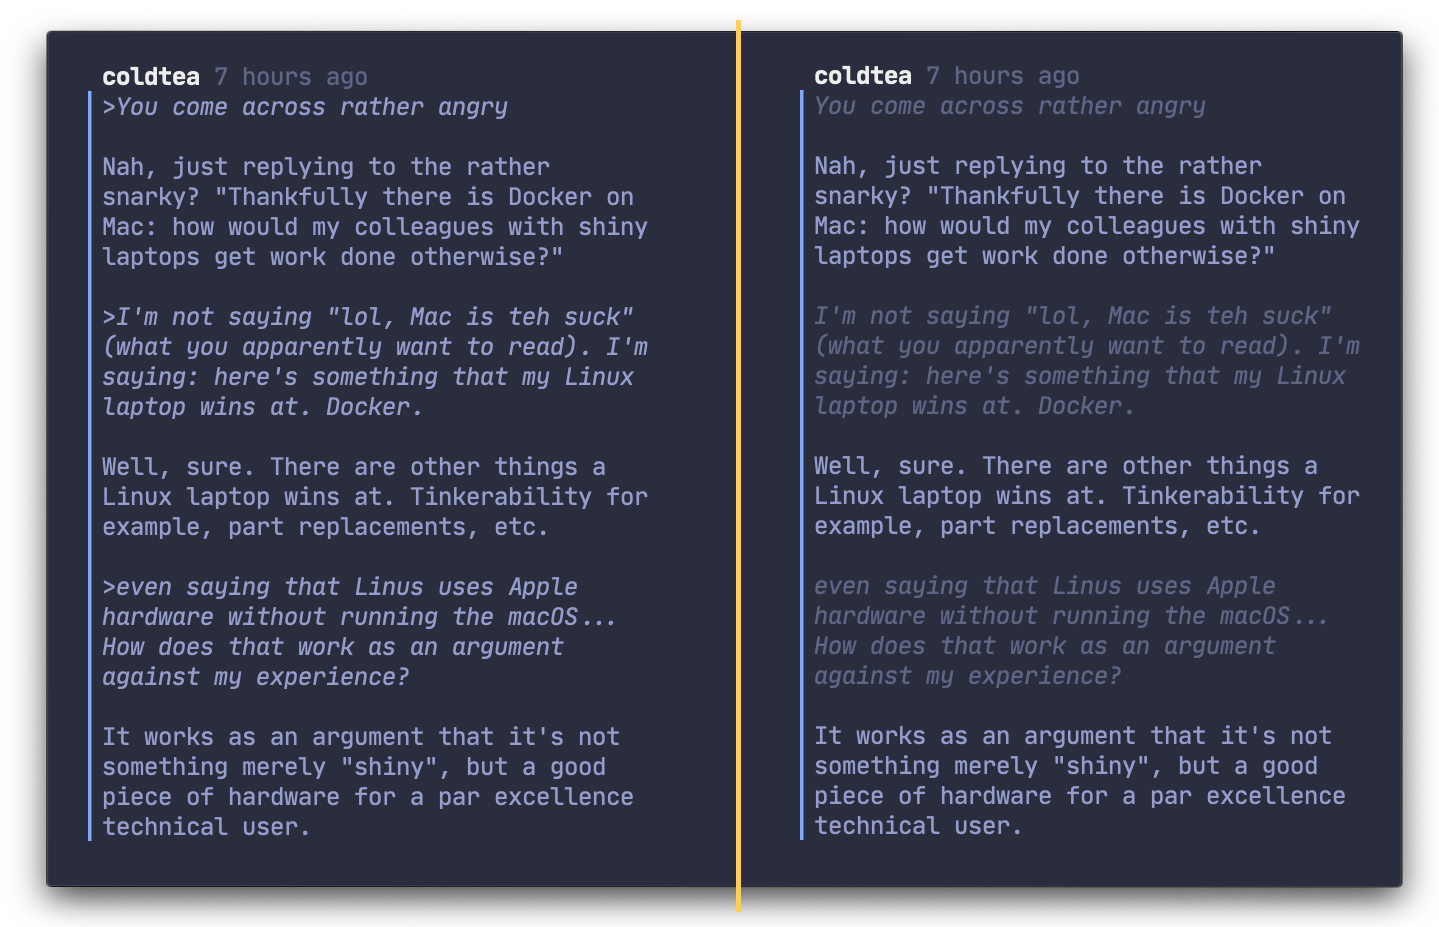 coldtea 7 hours ago
>You come across rather angry
Nah, just replying to the rather
snarky? "Thankfully there is Docker on
Mac: how would my colleagues with shiny
laptops get work done otherwise?"
>I'm not saying "lol, Mac is teh suck"
(what you apparently want to read). I'm
saying: here's something that my Linux
laptop wins at. Docker.
Well, sure. There are other things a
Linux laptop wins at. Tinkerability for
example, part replacements, etc.
>even saying that Linus uses Apple
hardware without running the macOS...
How does that work as an argument
against my experience?
It works as an argument that it's not
something merely "shiny", but a good
piece of hardware for a par excellence
technical user.
coldtea 7 hours ago
You come across rather angry
Nah, just replying to the rather
snarky? "Thankfully there is Docker on
Mac: how would my colleagues with shiny
laptops get work done otherwise?"
I'm not saying "lol, Mac is teh suck"
(what you apparently want to read). I'm
saying: here's something that my Linux
laptop wins at. Docker.
Well, sure. There are other things a
Linux laptop wins at. Tinkerability for
example, part replacements, etc.
even saying that Linus uses Apple
hardware without running the macOS...
How does that work as an argument
against my experience?
It works as an argument that it's not
something merely "shiny", but a good
piece of hardware for a par excellence
technical user.